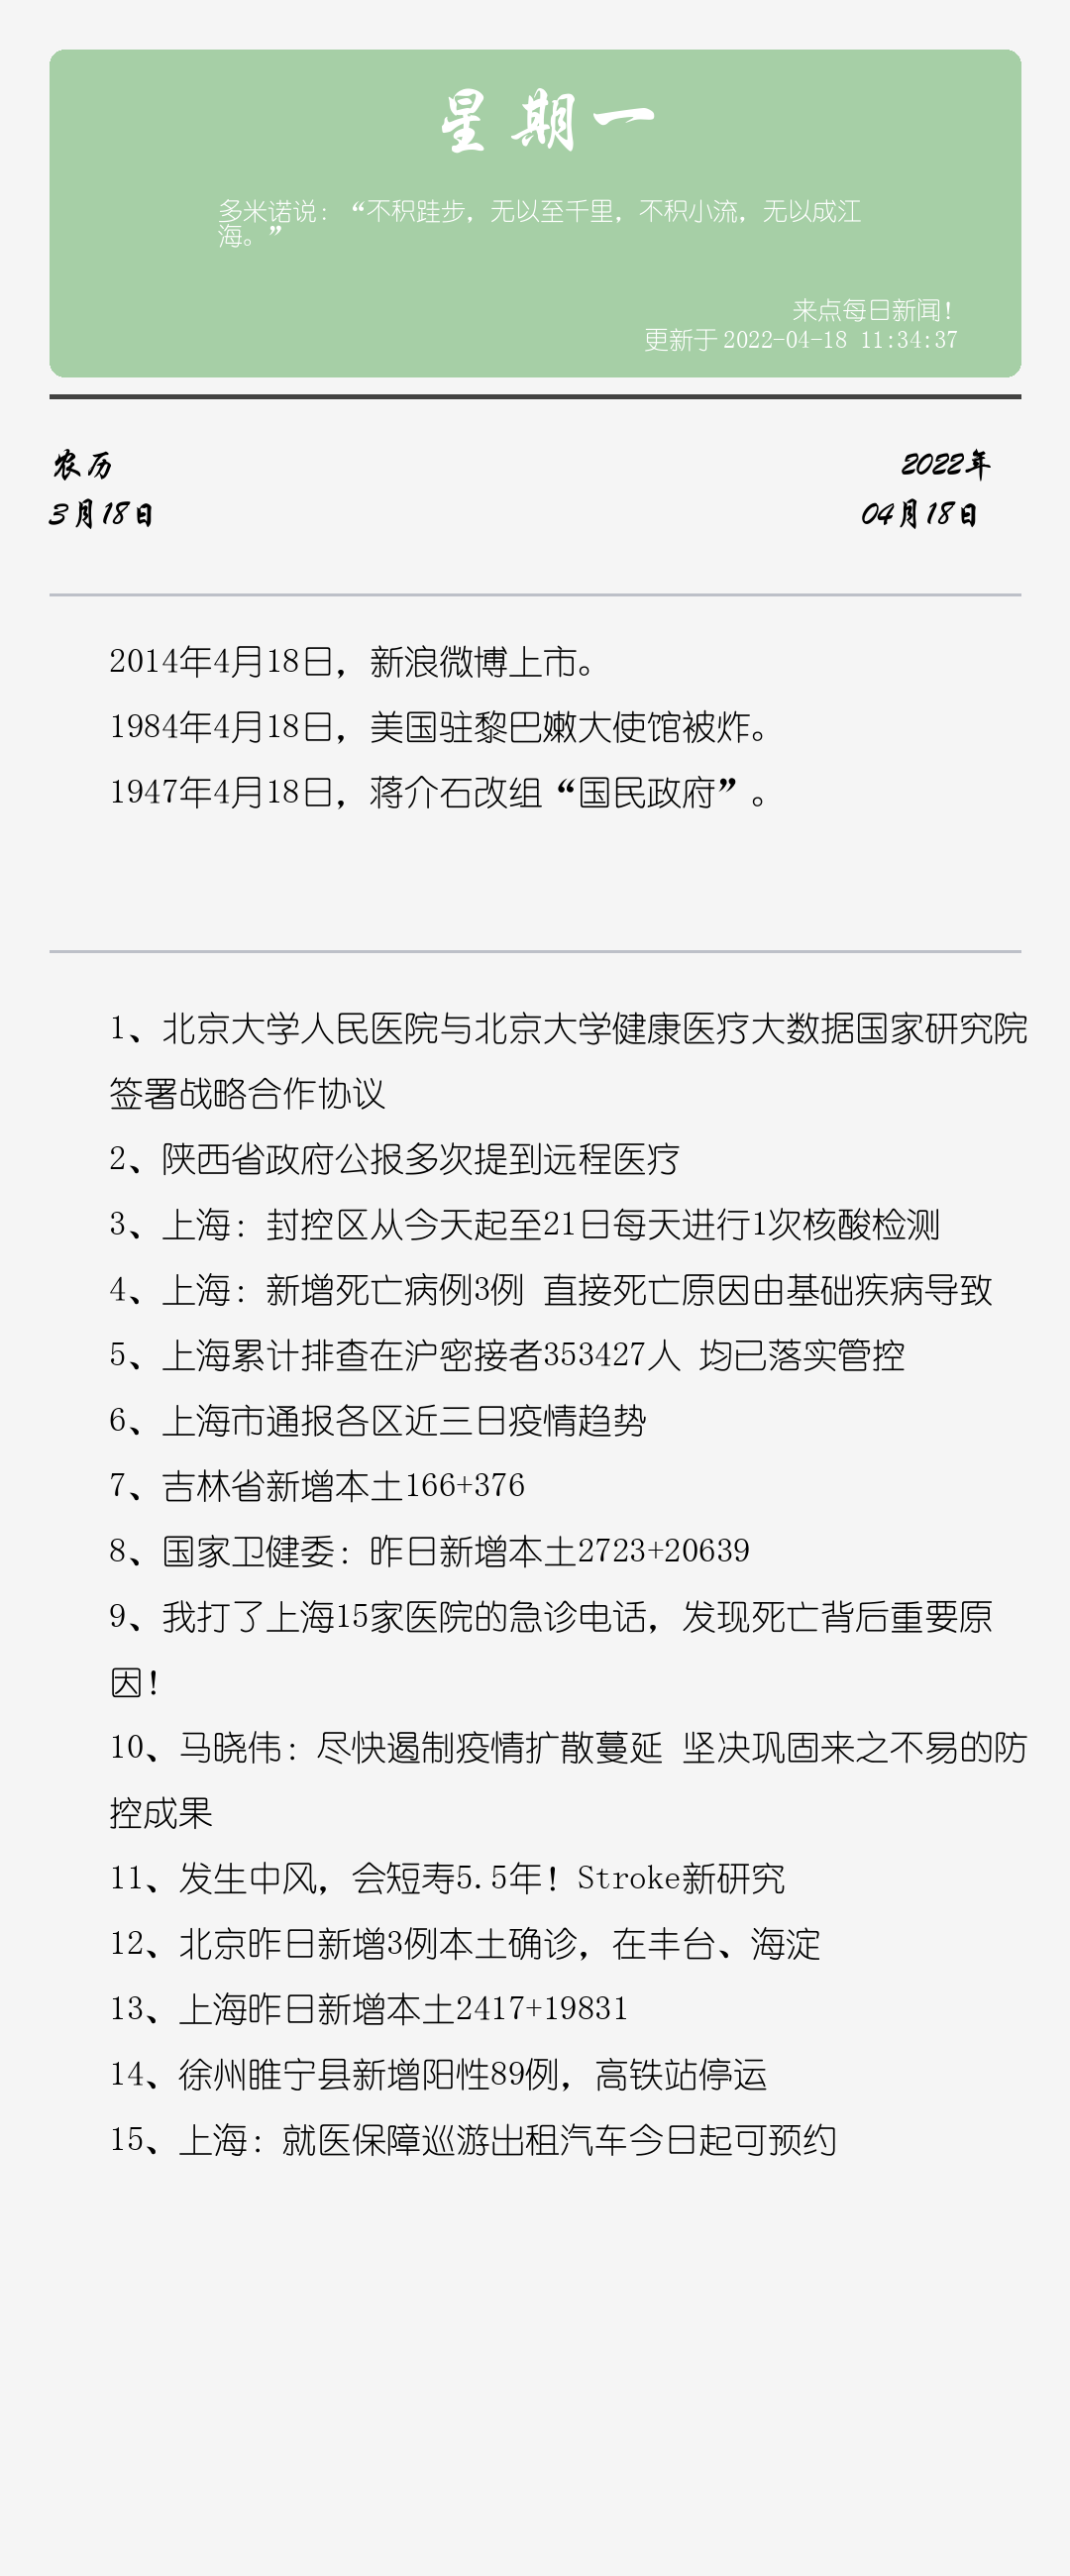 星期一
多米诺说：“不积跬步，无以至千里，不积小流，无以成江
海。”
来点每日新闻！
更新于 2022-04-18 11:34:37
农历
2022年
3月18日
04月18日
2014年4月18日，新浪微博上市。
1984年4月18日，美国驻黎巴嫩大使馆被炸。
1947年4月18日，蒋介石改组“国民政府”。
1、北京大学人民医院与北京大学健康医疗大数据国家研究院
签署战略合作协议
2、陕西省政府公报多次提到远程医疗
3、上海：封控区从今天起至21日每天进行1次核酸检测
4、上海：新增死亡病例3例 直接死亡原因由基础疾病导致
5、上海累计排查在沪密接者353427人 均已落实管控
6、上海市通报各区近三日疫情趋势
7、吉林省新增本土166+376
8、国家卫健委：昨日新增本土2723+20639
9、我打了上海15家医院的急诊电话，发现死亡背后重要原
因！
10、马晓伟：尽快遏制疫情扩散蔓延 坚决巩固来之不易的防
控成果
11、发生中风，会短寿5.5年！Stroke新研究
12、北京昨日新增3例本土确诊，在丰台、海淀
13、上海昨日新增本土2417+19831
14、徐州睢宁县新增阳性89例，高铁站停运
15、上海：就医保障巡游出租汽车今日起可预约